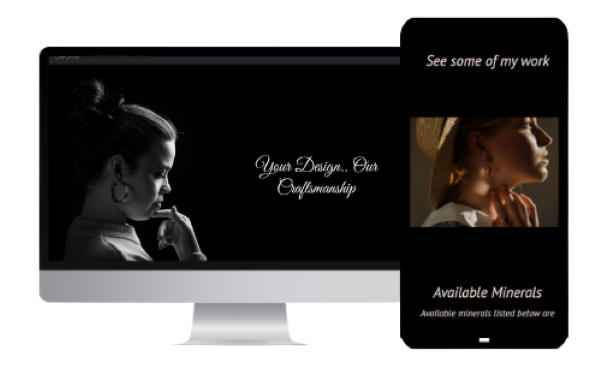 Your Design.. Our
Craftsmanship
See some of my work
Available Minerals
Available minerals listed below are